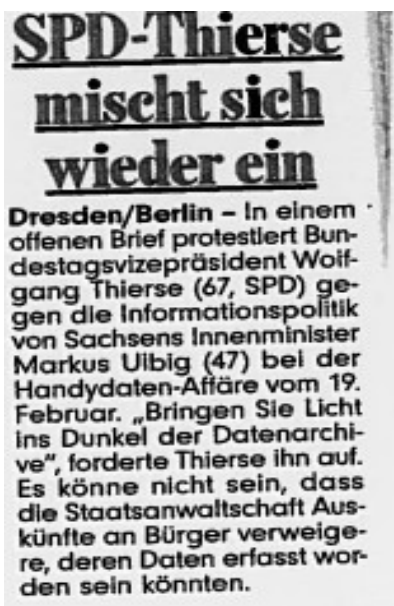 SPD-Thierse
mischt sich
wieder ein
Dresden/Berlin – In einem
offenen Brief protestiert Bun-
destagsvizepräsident Wolf-
gang Thierse (67, SPD) ge-
gen die Informationspolitik
von Sachsens Innenminister
Markus Ulbig (47) bei der
Handydaten-Affäre vom 19.
Februar. „Bringen Sie Licht
ins Dunkel der Datenarchi-
ve“, forderte Thierse ihn auf.
Es könne nicht sein, dass
die Staatsanwaltschaft Aus-
künfte an Bürger verweige-
re, deren Daten erfasst wor-
den sein könnten.